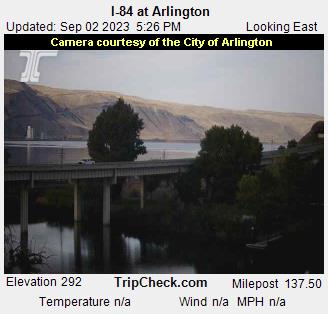 I-84 at Arlington
Updated: Sep 02 2023 5:26 PM Looking East
Camera courtesy of the City of Arlington
Elevation 292 TripCheck.com Milepost 137.50
Temperature n/a Wind n/a MPH n/a